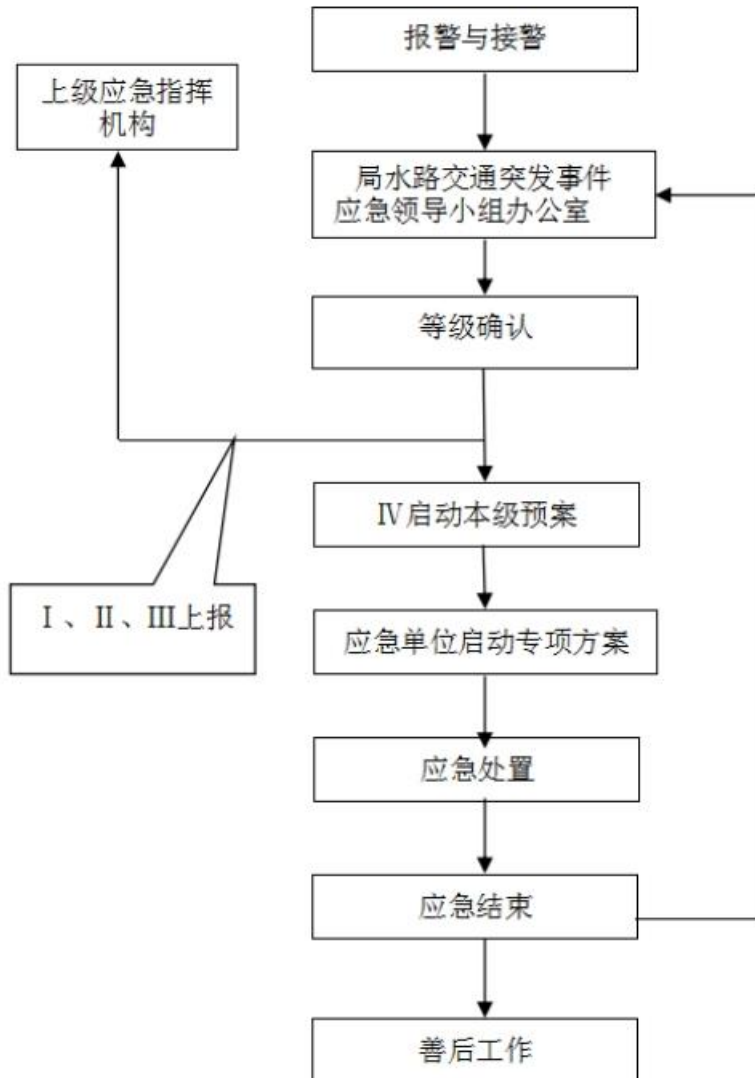 报警与接警
上级应急指挥
机构
局水路交通突发事件
应急领导小组办公室
等级确认
Ⅳ启动本级预案
Ⅰ、Ⅱ、Ⅲ上报
应急单位启动专项方案
应急处置
应急结束
善后工作